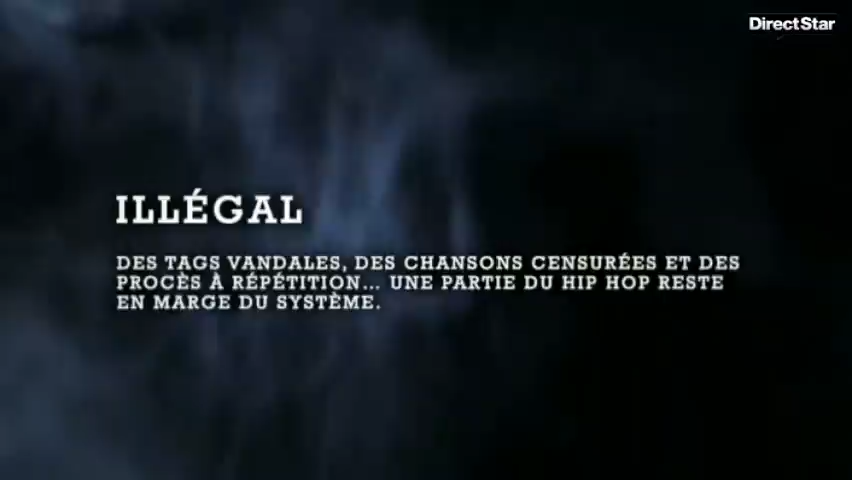 DirectStar
ILLÉGAL
DES TAGS VANDALES, DES CHANSONS CENSURÉES ET DES
PROCÈS À RÉPÉTITION... UNE PARTIE DU HIP HOP RESTE
EN MARGE DU SYSTÈME.